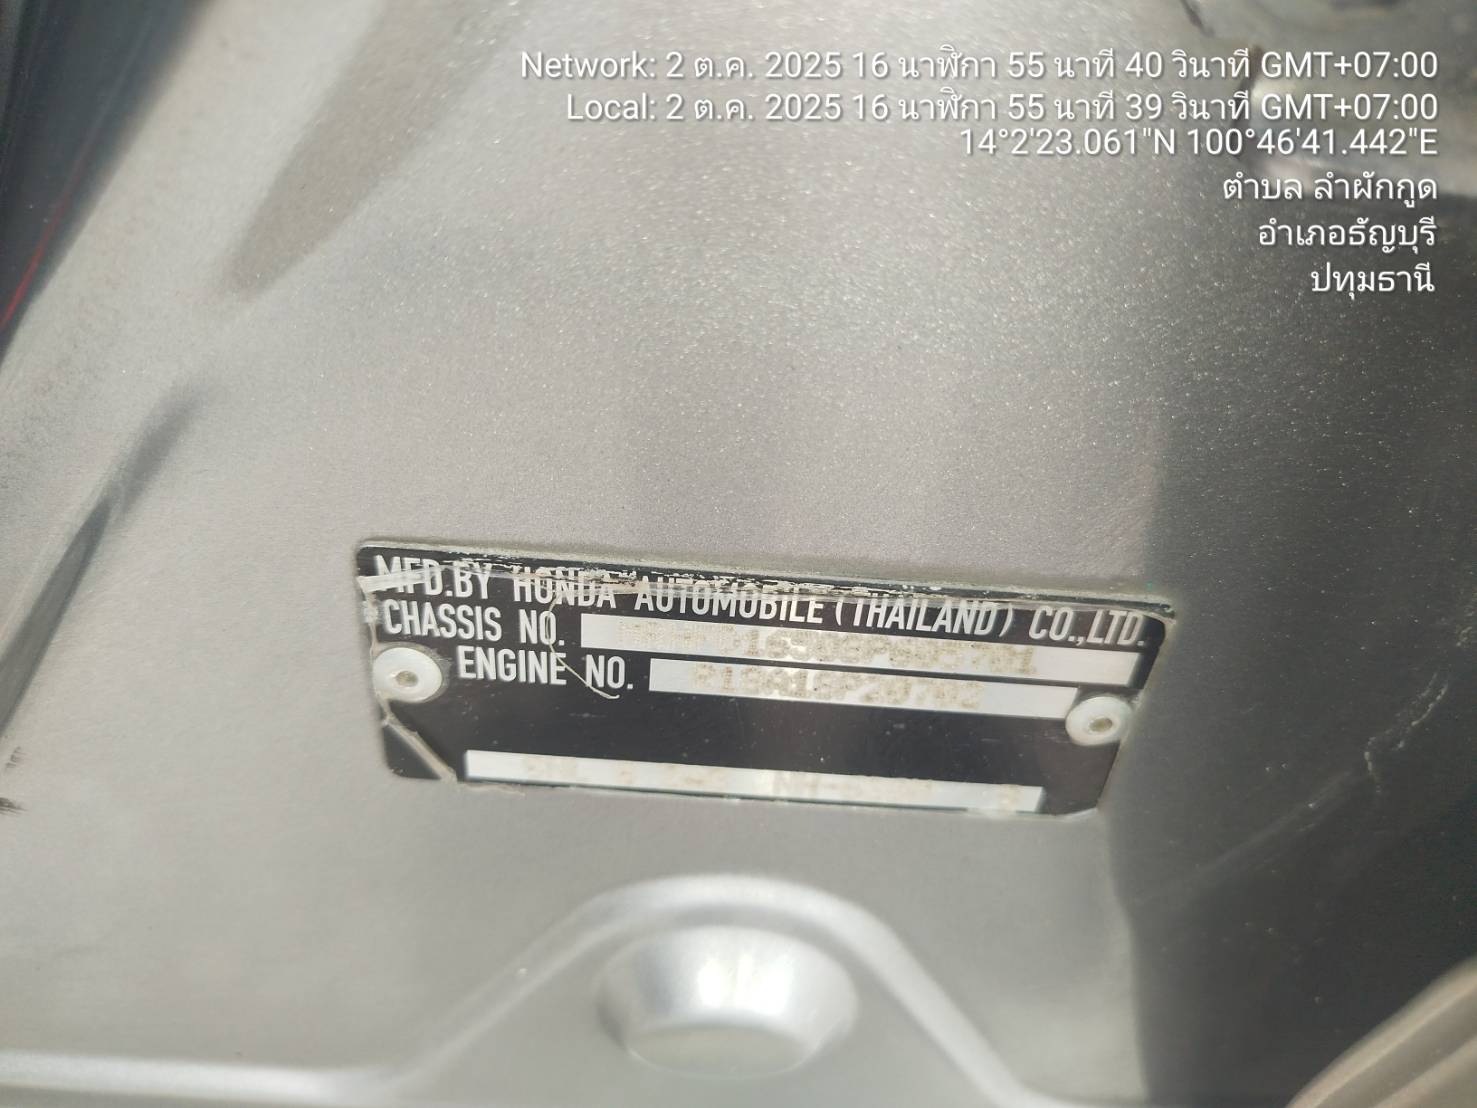 Network: 2 ต.ค. 2025 16 นาฬิกา 55 นาที 40 วินาที GMT+07:00
Local: 2 ต.ค. 2025 16 นาฬิกา 55 นาที 39 วินาที GMT+07:00
14°2'23.061"N 100°46'41.442"E
ตำบล ลำผักกูด
อำเภอธัญบุรี
ปทุมธานี
MFD.BY HONDA AUTOMOBILE (THAILAND) CO.,LTD.
CHASSIS NO.
ENGINE NO.